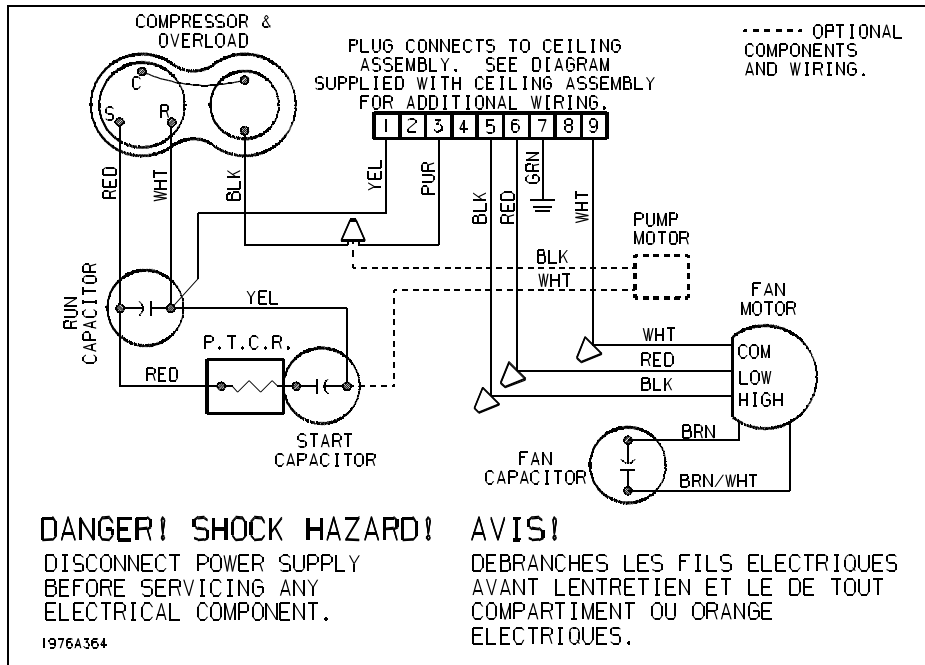 COMPRESSOR &
OVERLOAD
PLUG CONNECTS TO CEILING
ASSEMBLY. SEE DIAGRAM
SUPPLIED WITH CEILING ASSEMBLY
FOR ADDITIONAL WIRING.
OPTIONAL
COMPONENTS
AND WIRING.
C
S
R
1 2 3 4 5 6 7 8 9
RED
WHT
BLK
YEL
PUR
BLK
RED
GRN
WHT
PUMP
MOTOR
BLK
WHT
RUN
CAPACITOR
YEL
FAN
MOTOR
P.T.C.R.
RED
WHT
RED
BLK
COM
LOW
HIGH
START
CAPACITOR
FAN
CAPACITOR
BRN
BRN/WHT
DANGER! SHOCK HAZARD!
DISCONNECT POWER SUPPLY
BEFORE SERVICING ANY
ELECTRICAL COMPONENT.
1976A364
AVIS!
DEBRANCHES LES FILS ELECTRIQUES
AVANT LENTRETIEN ET LE DE TOUT
COMPARTIMENT OU ORANGE
ELECTRIQUES.